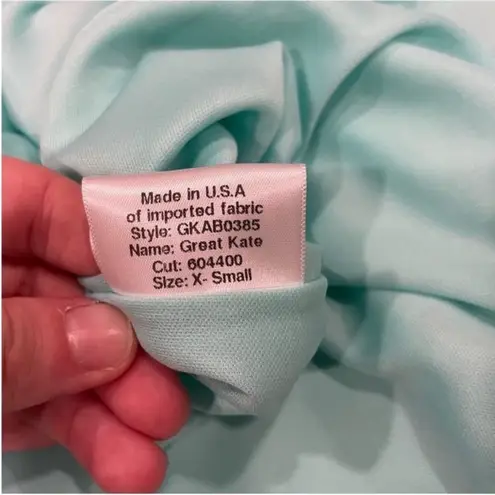 Made in U.S.A
of imported fabric
Style: GKAB0385
Name: Great Kate
Cut: 604400
Size: X- Small